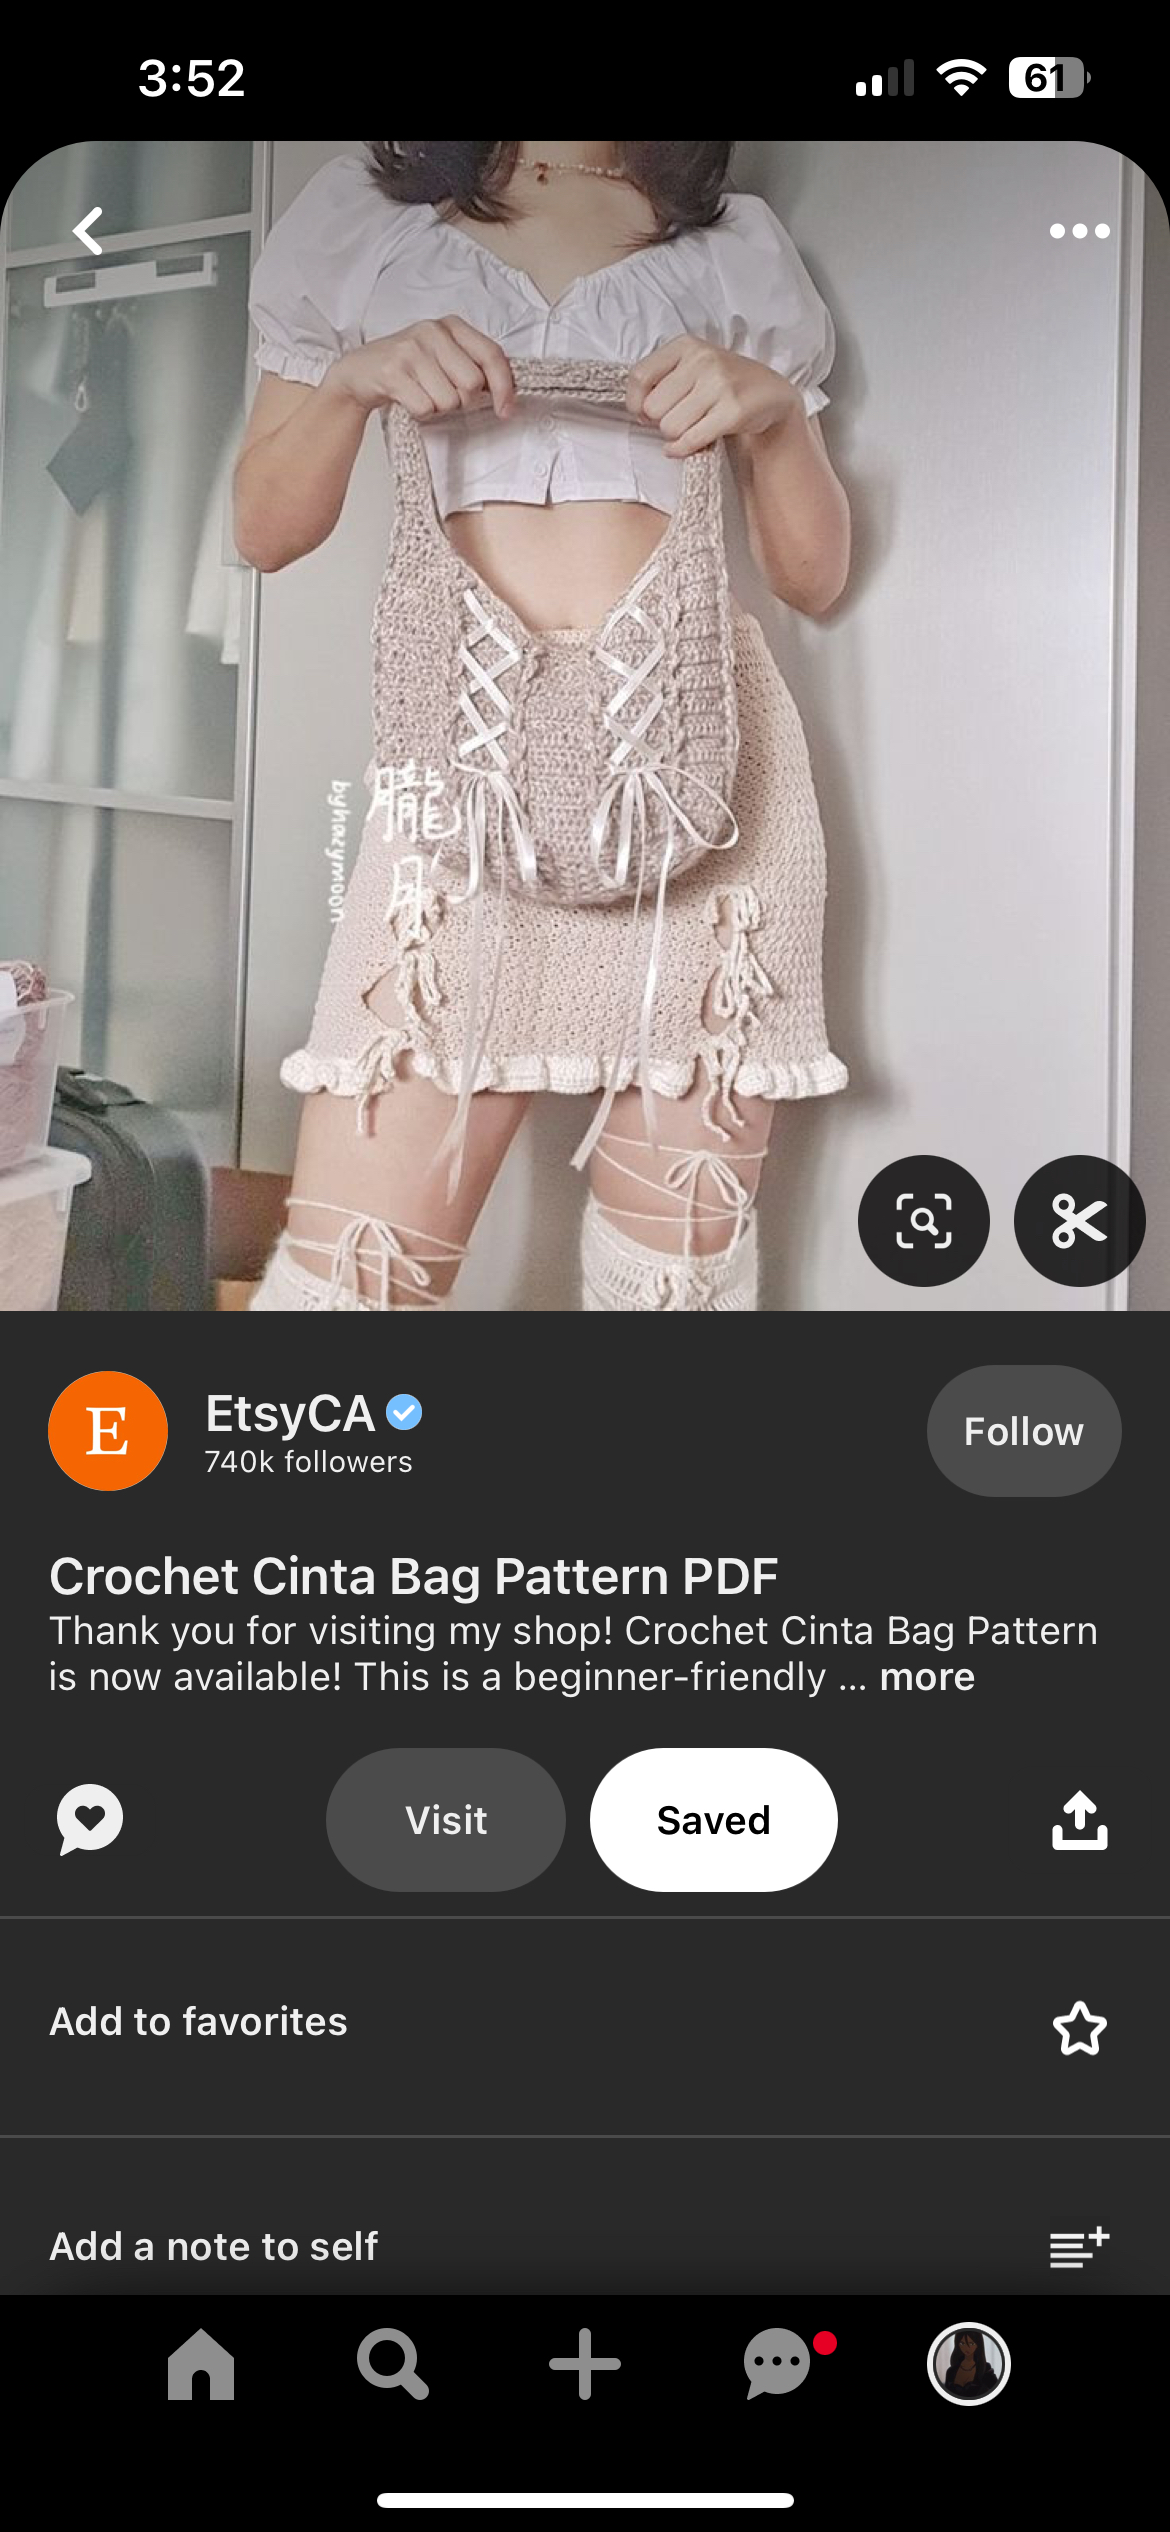 3:52
61
byhazymoon
朧
月
E
EtsyCA
740k followers
Follow
Crochet Cinta Bag Pattern PDF
Thank you for visiting my shop! Crochet Cinta Bag Pattern
is now available! This is a beginner-friendly ... more
Visit
Saved
Add to favorites
Add a note to self